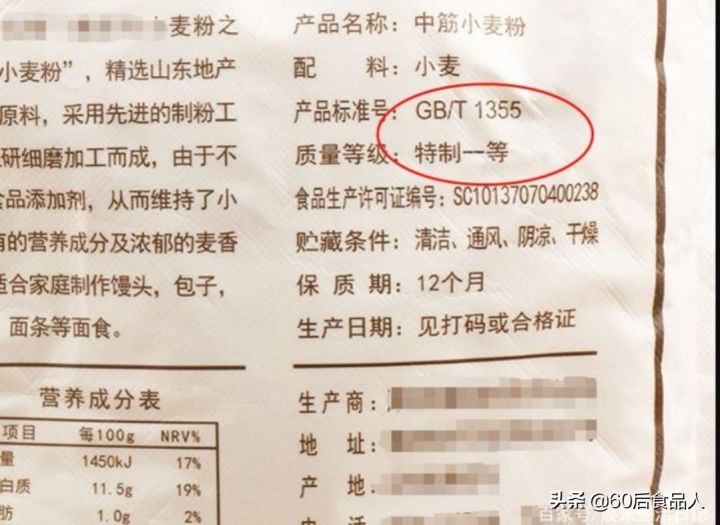 小麦粉之
小麦粉”，精选山东地产
原料，采用先进的制粉工
研细磨加工而成，由于不
食品添加剂，从而维持了小
有的营养成分及浓郁的麦香
适合家庭制作馒头，包子，
面条等面食。
营养成分表
项目 每100g NRV%
量 1450kJ 17%
白质 11.5g 19%
肪 1.0g 2%
产品名称：中筋小麦粉
配 料：小麦
产品标准号：GB/T 1355
质量等级：特制一等
食品生产许可证编号：SC10137070400238
贮藏条件：清洁、通风、阴凉、干燥
保 质 期：12个月
生产日期：见打码或合格证
生 产 商：
地 址：
产 地：
头条 @60后食品人